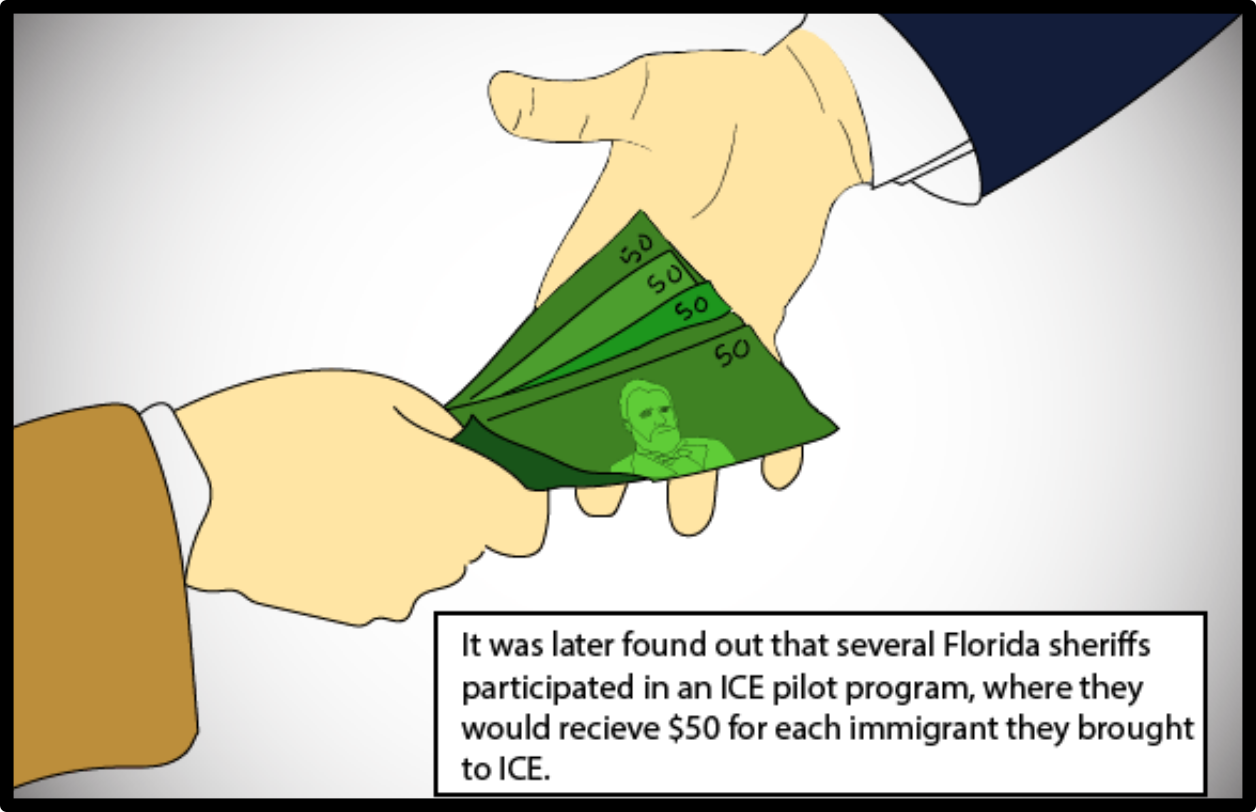 50
50
50
50
It was later found out that several Florida sheriffs
participated in an ICE pilot program, where they
would recieve $50 for each immigrant they brought
to ICE.